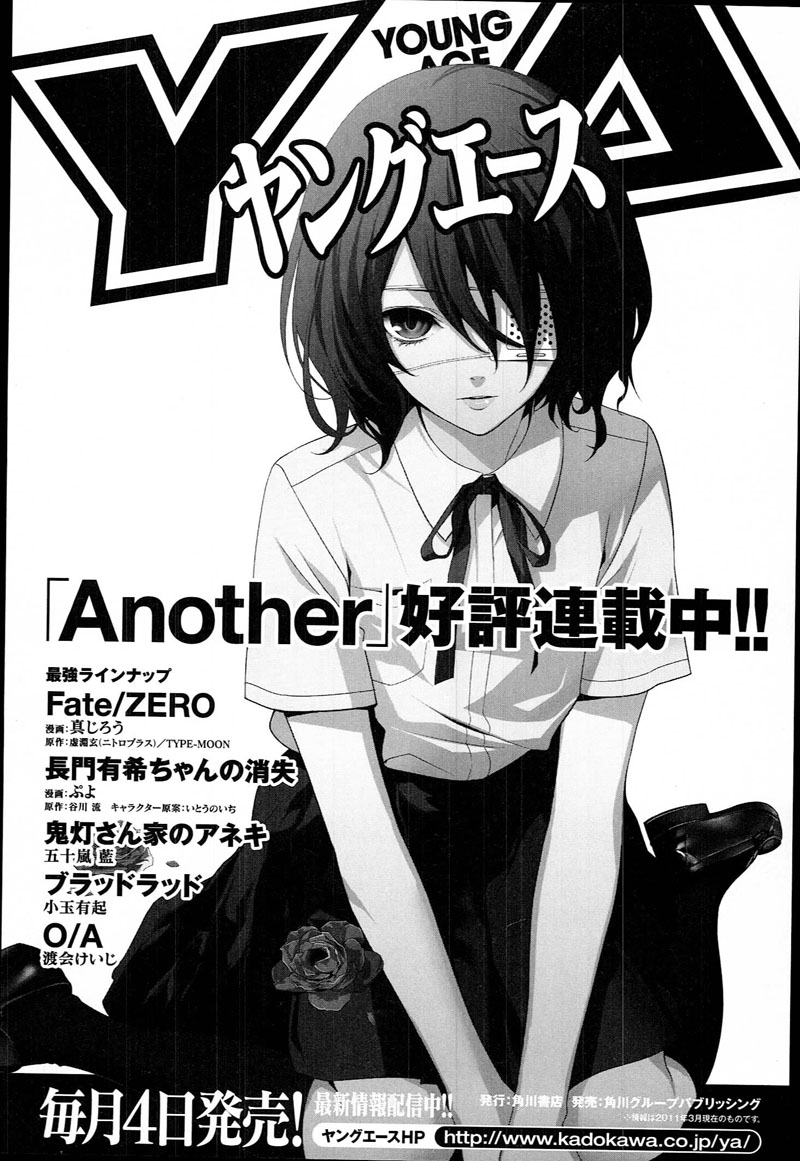 YA
YOUNG
ACE
ヤングエース
「Another」好評連載中!!
最強ラインナップ
Fate/ZERO
漫画:真じろう
原作:虚淵玄(ニトロプラス)/TYPE-MOON
長門有希ちゃんの消失
漫画:ぷよ
原作:谷川 流 キャラクター原案:いとうのいぢ
鬼灯さん家のアネキ
五十嵐 藍
ブラッドラッド
小玉有起
O/A
渡会けいじ
毎月4日発売!
最新情報配信中!!
ヤングエースHP
http://www.kadokawa.co.jp/ya/
発行:角川書店 発売:角川グループパブリッシング
※情報は2011年3月現在のものです。